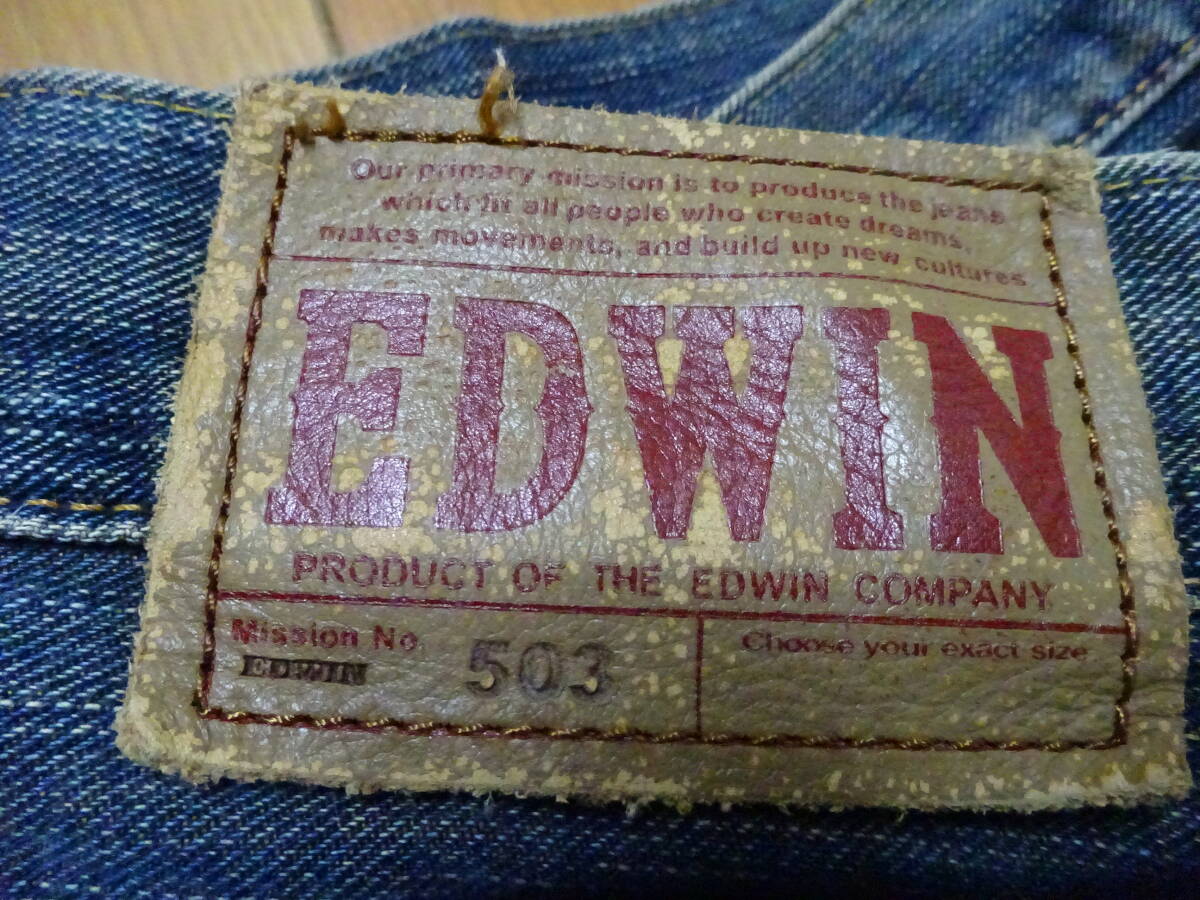 Our primary mission is to produce the jeans
which fit all people who create dreams,
makes movements, and build up new cultures
EDWIN
PRODUCT OF THE EDWIN COMPANY
Mission No
EDWIN
503
Choose your exact size